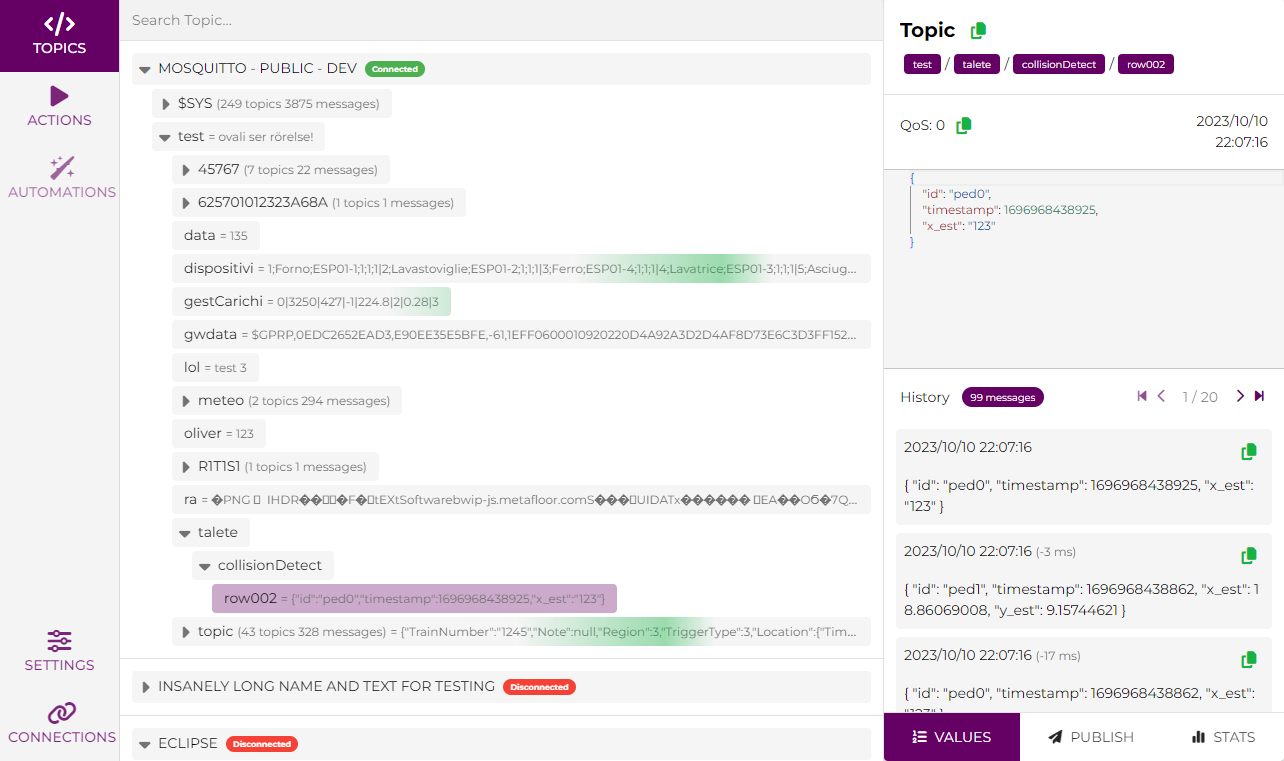 TOPICS
ACTIONS
AUTOMATIONS
SETTINGS
CONNECTIONS
Search Topic...
MOSQUITTO - PUBLIC - DEV Connected
$SYS (249 topics 3875 messages)
test = ovali ser rörelse!
45767 (7 topics 22 messages)
625701012525A68A (1 topics 1 messages)
data = 135
dispositivi = 1;Forno;ESP01-1;1;1;1|2;Lavastoviglie;ESP01-2;1;1;1|3;Ferro;ESP01-4;1;1;1|4;Lavatrice;ESP01-3;1;1;1|5;Asciug...
gestCarichi = 0|3250|427|-1|224.8|2|0.28|3
gwdata = $GPRP,0EDC2652EAD3,E90EE35E5BFE,-61,1EFF0600010920220D4A92A3D2D4AF8D73E6C3D3FF152...
lol = test 3
meteo (2 topics 294 messages)
oliver = 123
R1T1S1 (1 topics 1 messages)
ra = �PNG IHDR�� �F� tEXtSoftwarebwip-js.metafloor.comS��� UIDATx������ EA��Oб�7Q...
talete
collisionDetect
row002 = {"id":"ped0","timestamp":1696968438925,"x_est":"123"}
topic (43 topics 328 messages) = {"TrainNumber":"1245","Note":null,"Region":3,"TriggerType":3,"Location":{"Tim...
INSANELY LONG NAME AND TEXT FOR TESTING Disconnected
ECLIPSE Disconnected
Topic
test / talete / collisionDetect / row002
QoS: 0
2023/10/10
22:07:16
{
"id": "ped0",
"timestamp": 1696968438925,
"x_est": "123"
}
History 99 messages 1 / 20
2023/10/10 22:07:16
{ "id": "ped0", "timestamp": 1696968438925, "x_est":
"123" }
2023/10/10 22:07:16 (-3 ms)
{ "id": "ped1", "timestamp": 1696968438862, "x_est": 1
8.86069008, "y_est": 9.15744621 }
2023/10/10 22:07:16 (-17 ms)
{ "id": "ped0", "timestamp": 1696968438862, "x_est":
"123" }
VALUES PUBLISH STATS